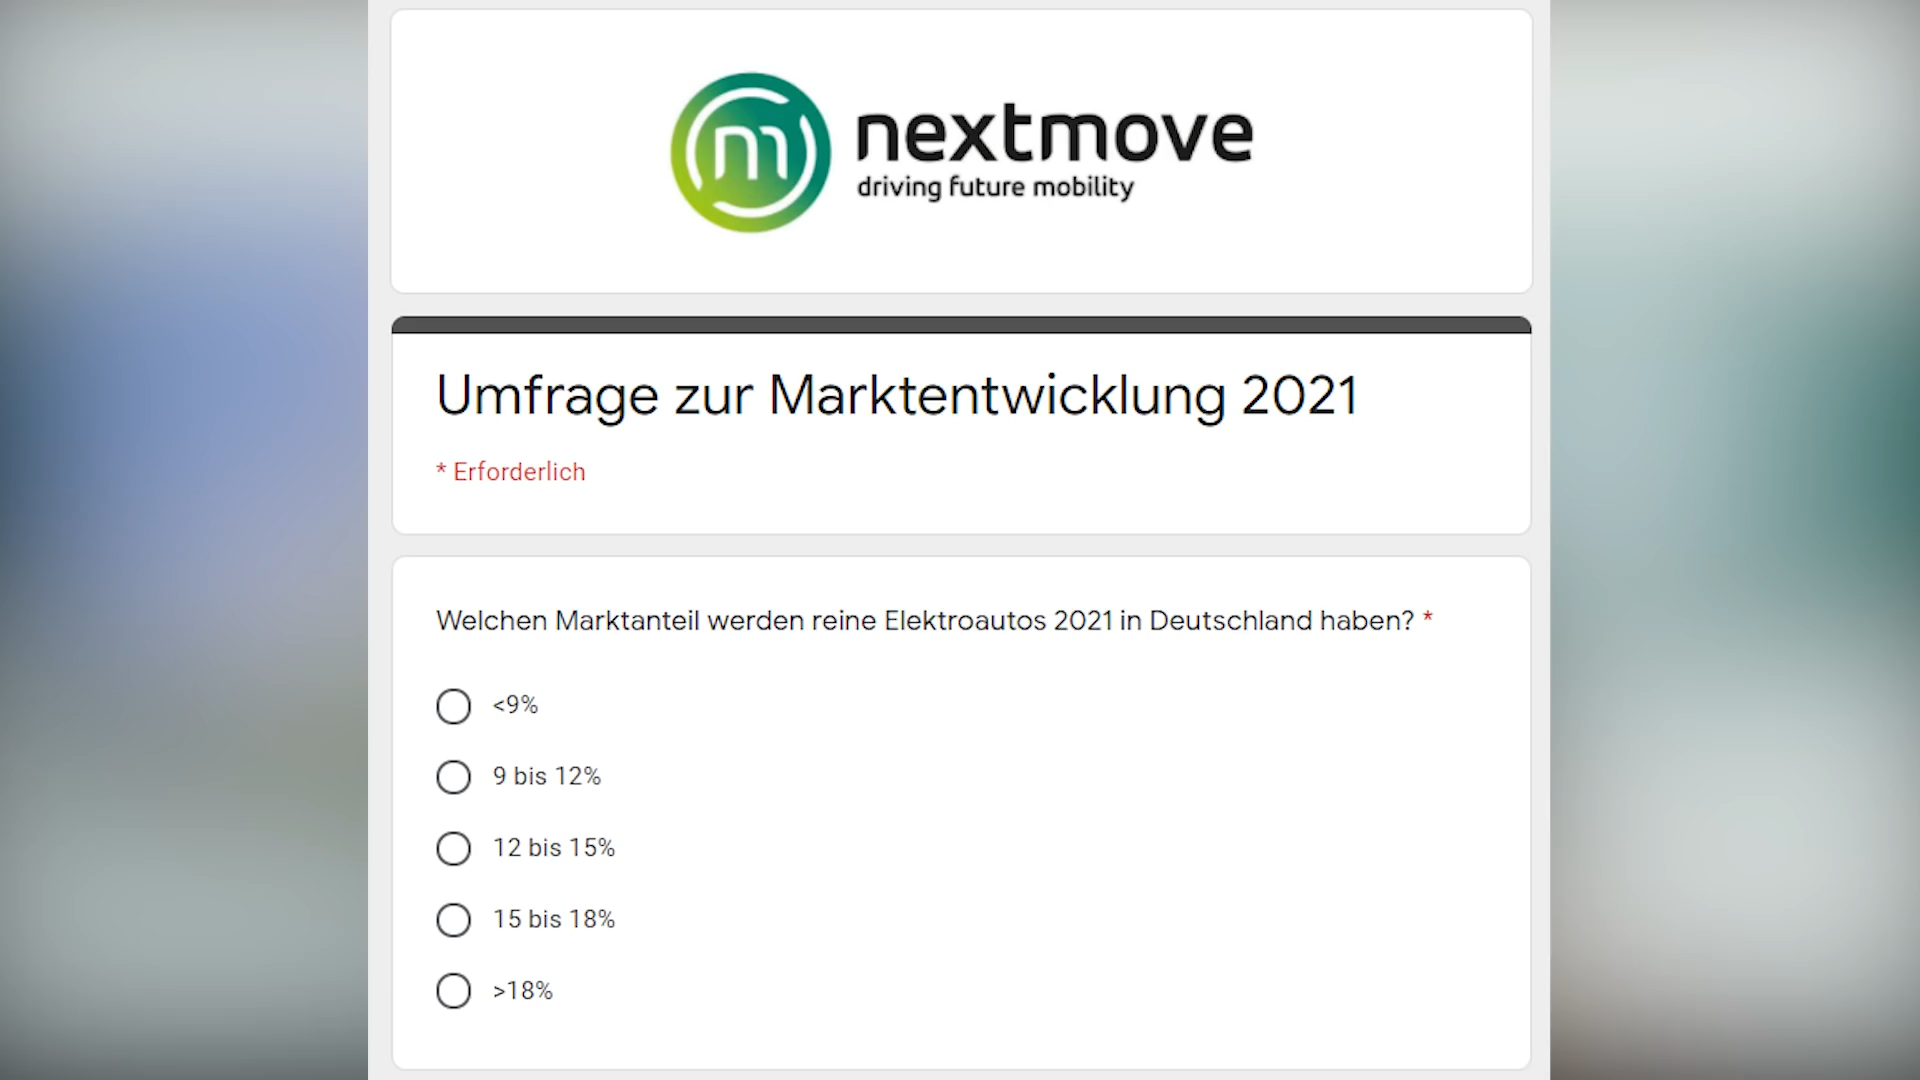 nextmove
driving future mobility
Umfrage zur Marktentwicklung 2021
* Erforderlich
Welchen Marktanteil werden reine Elektroautos 2021 in Deutschland haben? *
<9%
9 bis 12%
12 bis 15%
15 bis 18%
>18%